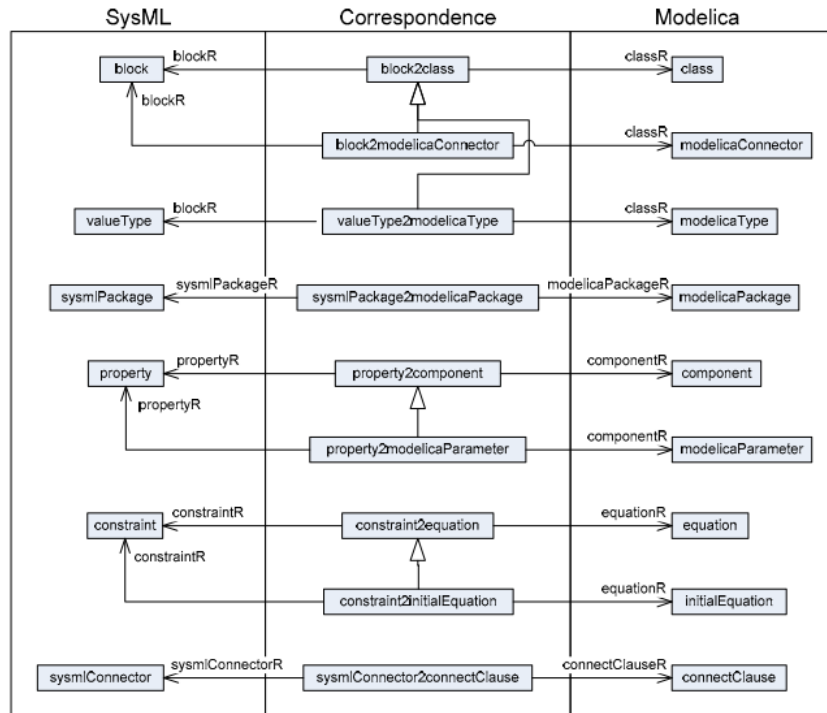 SysML Correspondence Modelica
block blockR block2class classR class
blockR
block2modelicaConnector classR modelicaConnector
valueType blockR valueType2modelicaType classR modelicaType
sysmlPackage sysmlPackageR sysmlPackage2modelicaPackage modelicaPackageR modelicaPackage
property propertyR property2component componentR component
propertyR
property2modelicaParameter componentR modelicaParameter
constraint constraintR constraint2equation equationR equation
constraintR
constraint2initialEquation equationR initialEquation
sysmlConnector sysmlConnectorR sysmlConnector2connectClause connectClauseR connectClause